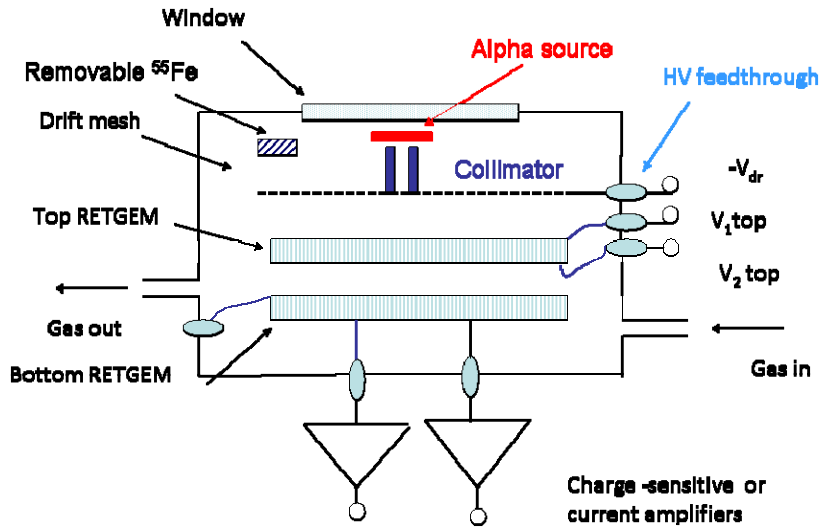 Window
Alpha source
Removable ⁵⁵Fe
HV feedthrough
Drift mesh
Collimator
-V_dr
Top RETGEM
V₁top
V₂ top
Gas out
Bottom RETGEM
Gas in
Charge -sensitive or
current amplifiers